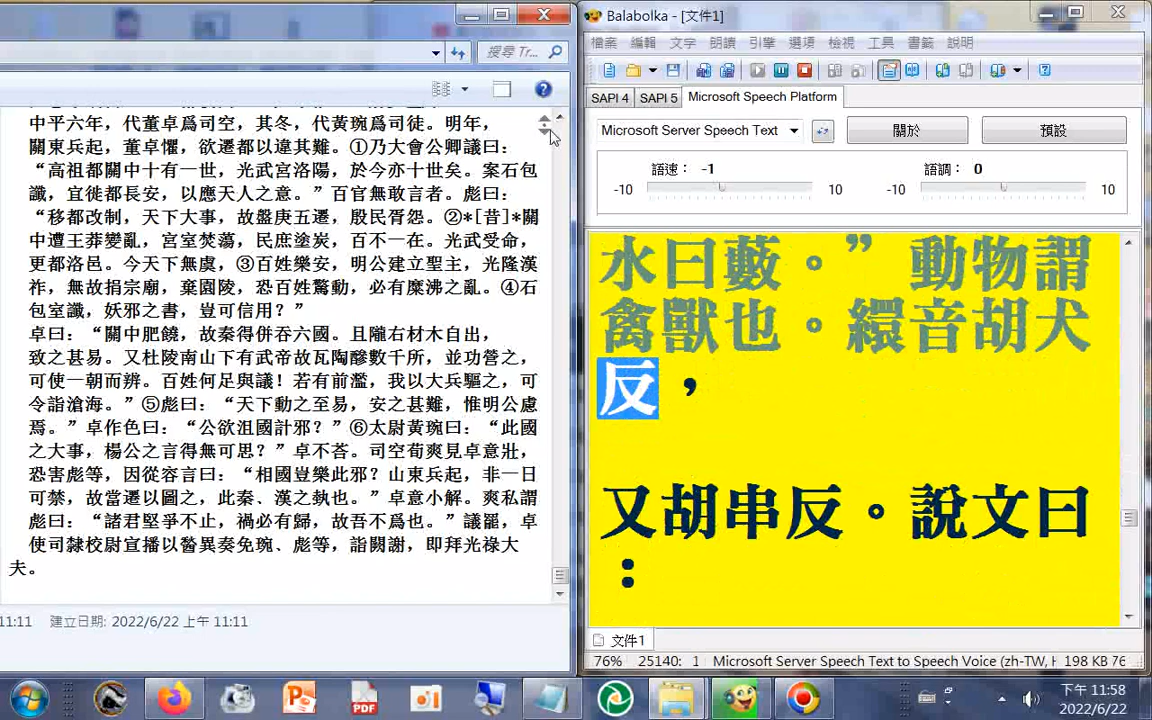 搜尋 Tr...
中平六年，代董卓爲司空，其冬，代黃琬爲司徒。明年，
關東兵起，董卓懼，欲遷都以違其難。①乃大會公卿議曰：
“高祖都關中十有一世，光武宮洛陽，於今亦十世矣。案石包
讖，宜徙都長安，以應天人之意。”百官無敢言者。彪曰：
“移都改制，天下大事，故盤庚五遷，殷民胥怨。②*[昔]*關
中遭王莽變亂，宮室焚蕩，民庶塗炭，百不一在。光武受命，
更都洛邑。今天下無虞，③百姓樂安，明公建立聖主，光隆漢
祚，無故捐宗廟，棄園陵，恐百姓驚動，必有糜沸之亂。④石
包室讖，妖邪之書，豈可信用？”
卓曰：“關中肥饒，故秦得併吞六國。且隴右材木自出，
致之甚易。又杜陵南山下有武帝故瓦陶竈數千所，並功營之，
可使一朝而辨。百姓何足與議！若有前卻，我以大兵驅之，可
令詣滄海。”⑤彪曰：“天下動之至易，安之甚難，惟明公慮
焉。”卓作色曰：“公欲沮國計邪？”⑥太尉黃琬曰：“此國
之大事，楊公之言得無可思？”卓不荅。司空荀爽見卓意壯，
恐害彪等，因從容言曰：“相國豈樂此邪？山東兵起，非一日
可禁，故當遷以圖之，此秦、漢之埶也。”卓意小解。爽私謂
彪曰：“諸君堅爭不止，禍必有歸，故吾不爲也。”議罷，卓
使司隸校尉宣播以災異奏免琬、彪等，詣闕謝，即拜光祿大
夫。
11:11 建立日期: 2022/6/22 上午 11:11
Balabolka - [文件1]
檔案 編輯 文字 朗讀 引擎 選項 檢視 工具 書籤 說明
SAPI 4 SAPI 5 Microsoft Speech Platform
Microsoft Server Speech Text 關於 預設
語速： -1 語調： 0
-10 10 -10 10
水曰藪。”動物謂
禽獸也。繯音胡犬
反，
又胡串反。說文曰
：
文件1
76% 25140: 1 Microsoft Server Speech Text to Speech Voice (zh-TW, H 198 KB 76
下午 11:58
2022/6/22